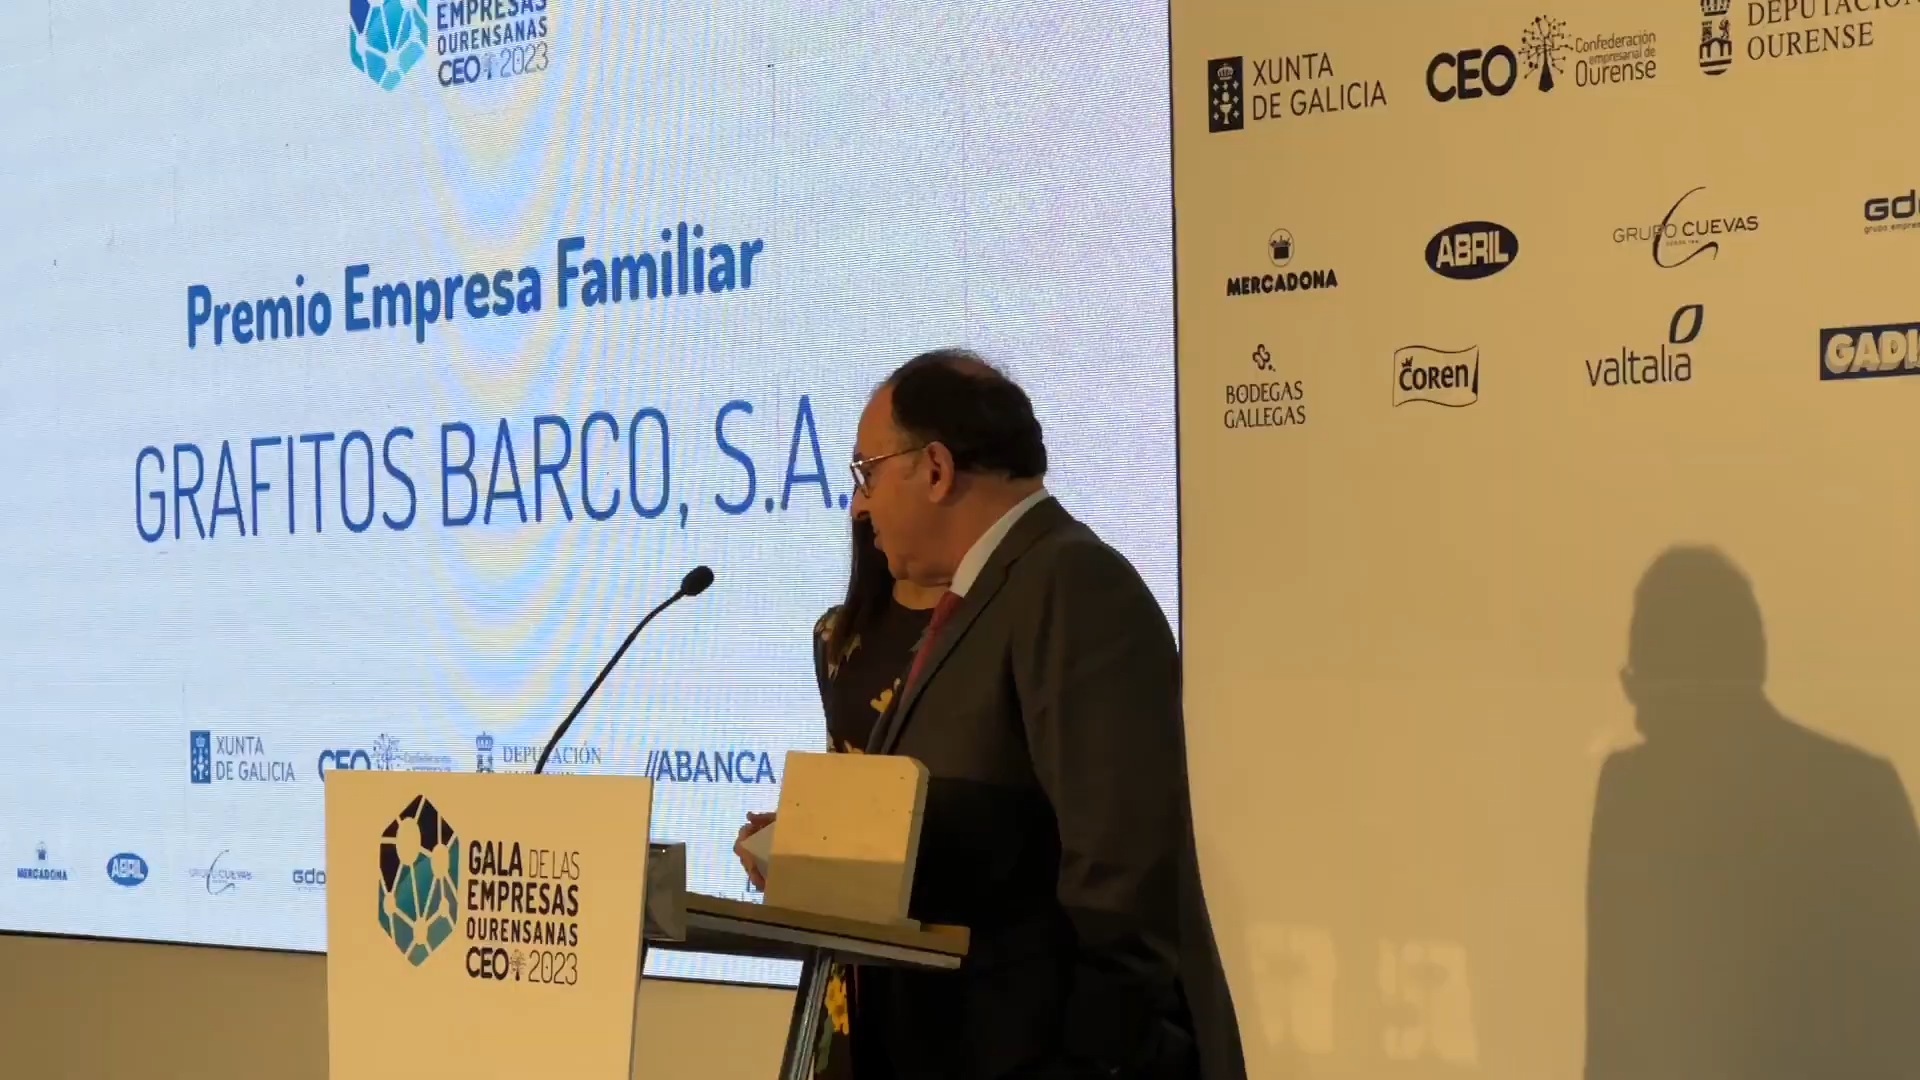 EMPRESAS
OURENSANAS
CEO 2023
Premio Empresa Familiar
GRAFITOS BARCO, S.A.
XUNTA
DE GALICIA
CEO
DEPUTACIÓN
//ABANCA
MERCADONA
ABRIL
GRUPO CUEVAS
GALA DE LAS
EMPRESAS
OURENSANAS
CEO 2023
XUNTA
DE GALICIA
CEO
Confederación
empresarial de
Ourense
DEPUTACIÓN
OURENSE
MERCADONA
ABRIL
GRUPO CUEVAS
BODEGAS
GALLEGAS
COREN
valtalia